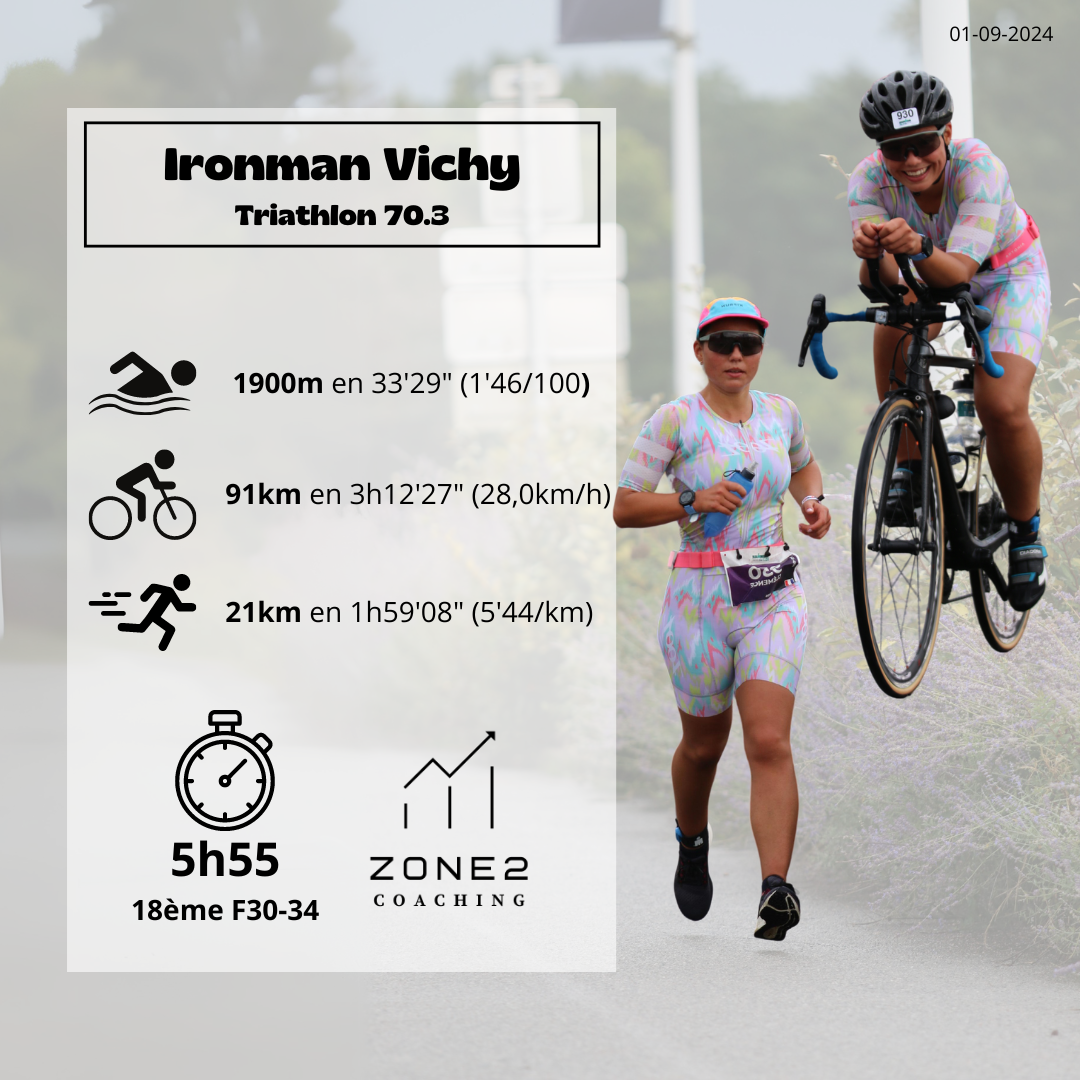 01-09-2024
Ironman Vichy
Triathlon 70.3
1900m en 33'29" (1'46/100)
91km en 3h12'27" (28,0km/h)
21km en 1h59'08" (5'44/km)
5h55
18ème F30-34
ZONE2
COACHING
930